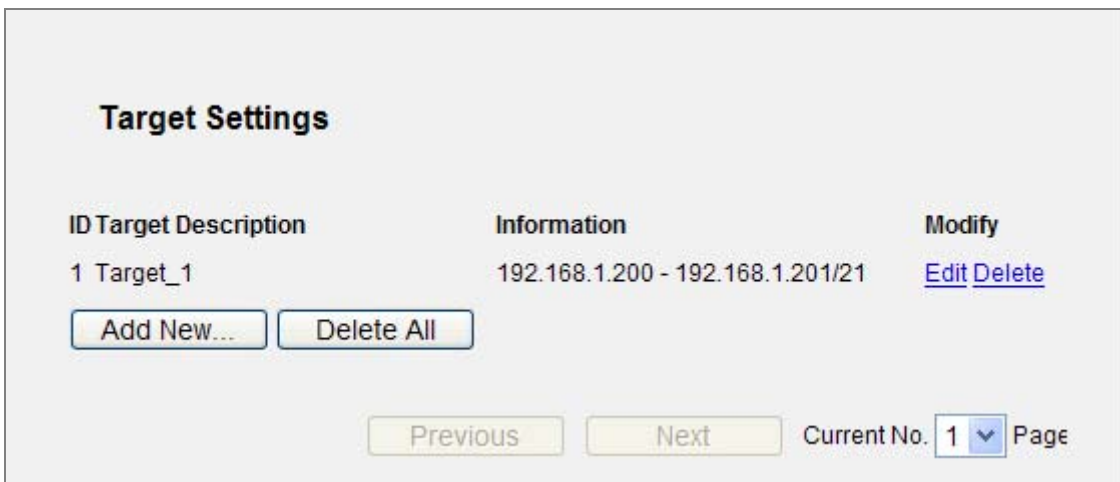 Target Settings
ID Target Description Information Modify
1 Target_1 192.168.1.200 - 192.168.1.201/21 Edit Delete
Add New... Delete All
Previous Next Current No. 1 Page